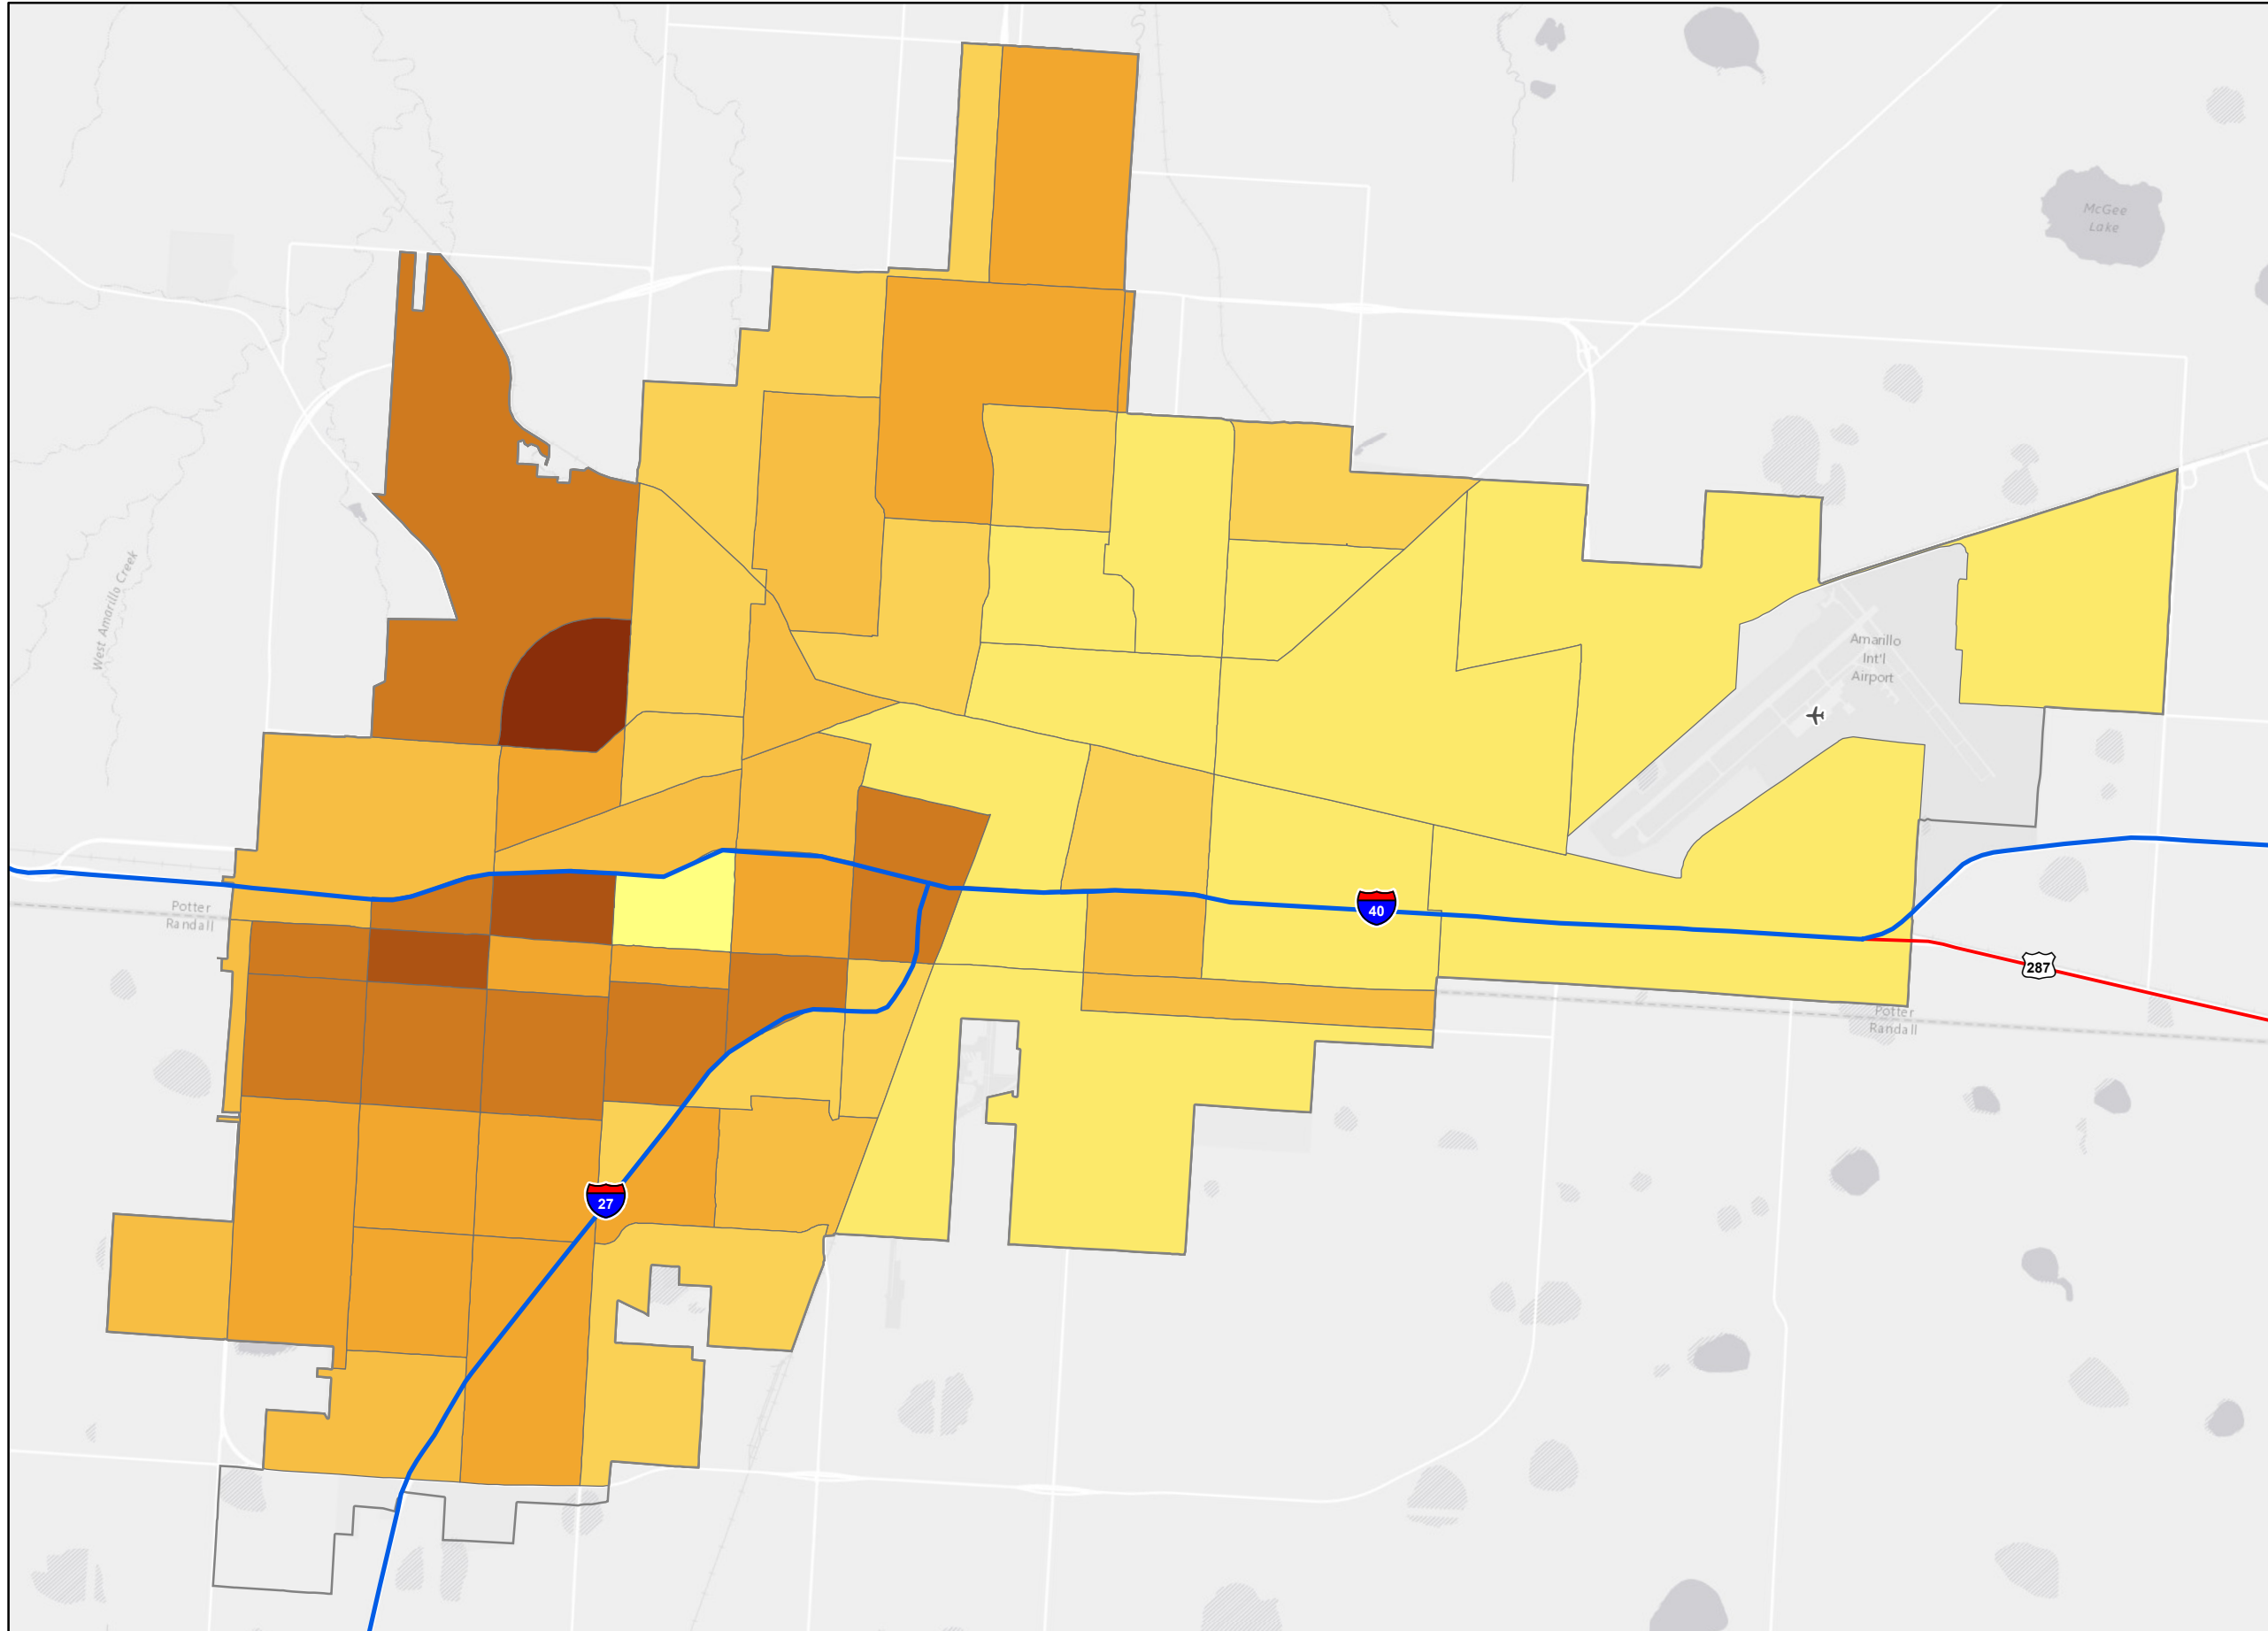 McGee
Lake
West Amarillo Creek
Amarillo
Int'l
Airport
Potter
Randall
40
287
Potter
Randall
27